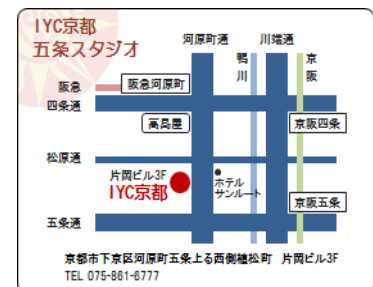 IYC京都
五条スタジオ
河原町通
川端通
鴨川
京阪
阪急
阪急河原町
四条通
高島屋
京阪四条
松原通
片岡ビル3F
IYC京都
ホテル
サンルート
京阪五条
五条通
京都市下京区河原町五条上る西側植松町 片岡ビル3F
TEL 075-861-6777